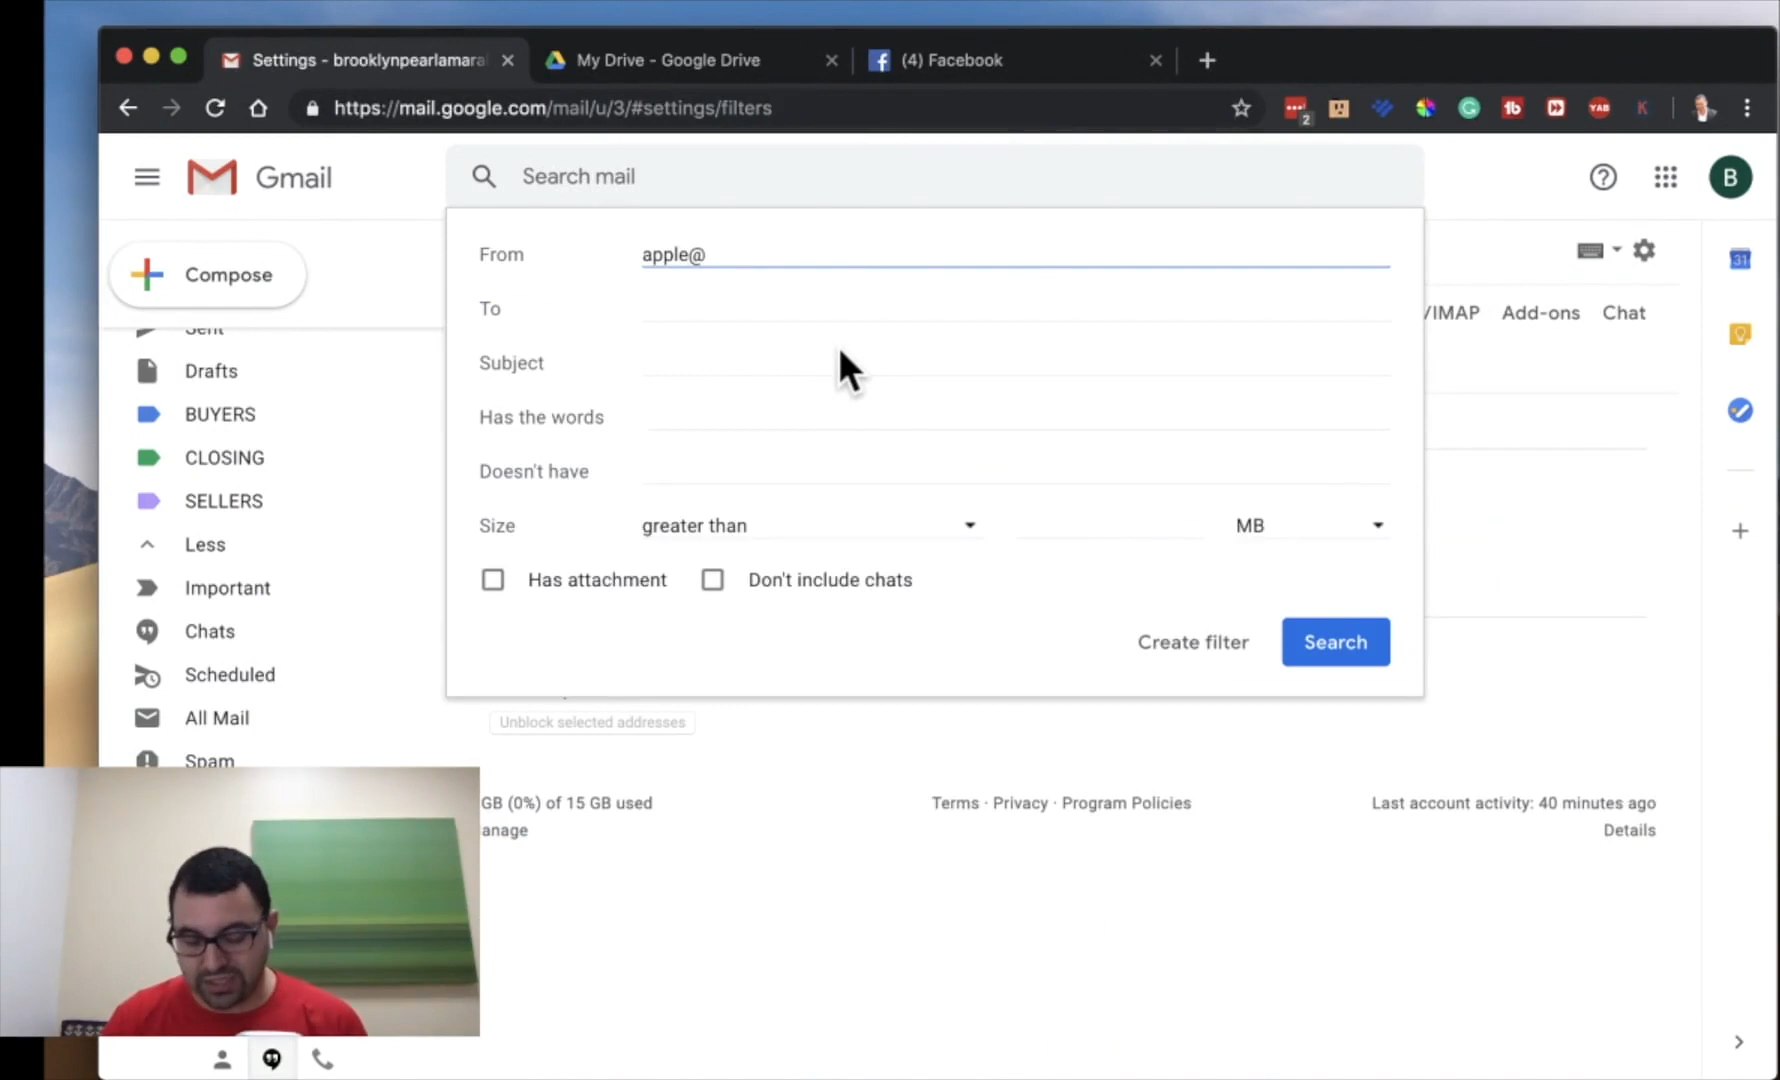 Settings - brooklynpearlamara
My Drive - Google Drive
(4) Facebook
https://mail.google.com/mail/u/3/#settings/filters
2
YAB
K
Gmail
Search mail
B
Compose
From
apple@
To
Subject
Has the words
Doesn't have
Size
greater than
MB
Has attachment
Don't include chats
Create filter
Search
/IMAP
Add-ons
Chat
31
Sent
Drafts
BUYERS
CLOSING
SELLERS
Less
Important
Chats
Scheduled
All Mail
Spam
Unblock selected addresses
GB (0%) of 15 GB used
anage
Terms · Privacy · Program Policies
Last account activity: 40 minutes ago
Details